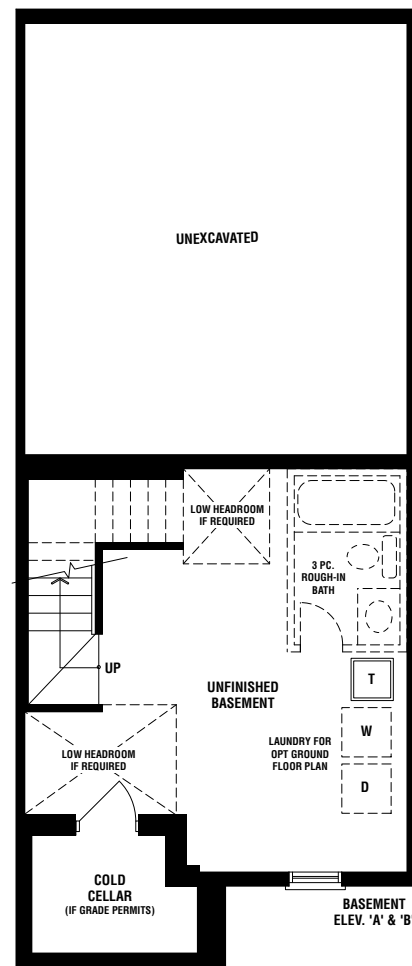 UNEXCAVATED
LOW HEADROOM
IF REQUIRED
3 PC.
ROUGH-IN
BATH
UP
UNFINISHED
BASEMENT
T
LAUNDRY FOR
OPT GROUND
FLOOR PLAN
W
D
LOW HEADROOM
IF REQUIRED
COLD
CELLAR
(IF GRADE PERMITS)
BASEMENT
ELEV. 'A' & 'B'